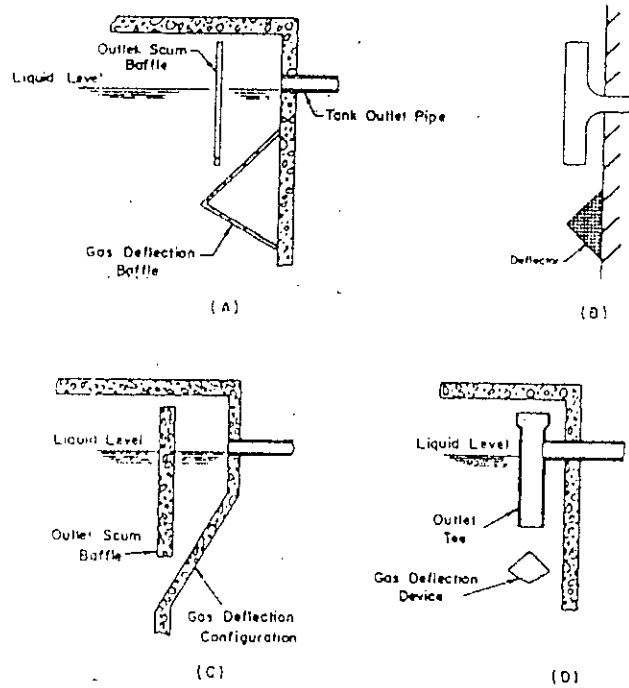 Outlet Scum
Baffle
Liquid Level
Tank Outlet Pipe
Gas Deflection
Baffle
(A)
Deflector
(B)
Liquid Level
Outlet Scum
Baffle
Gas Deflection
Configuration
(C)
Liquid Level
Outlet
Tee
Gas Deflection
Device
(D)